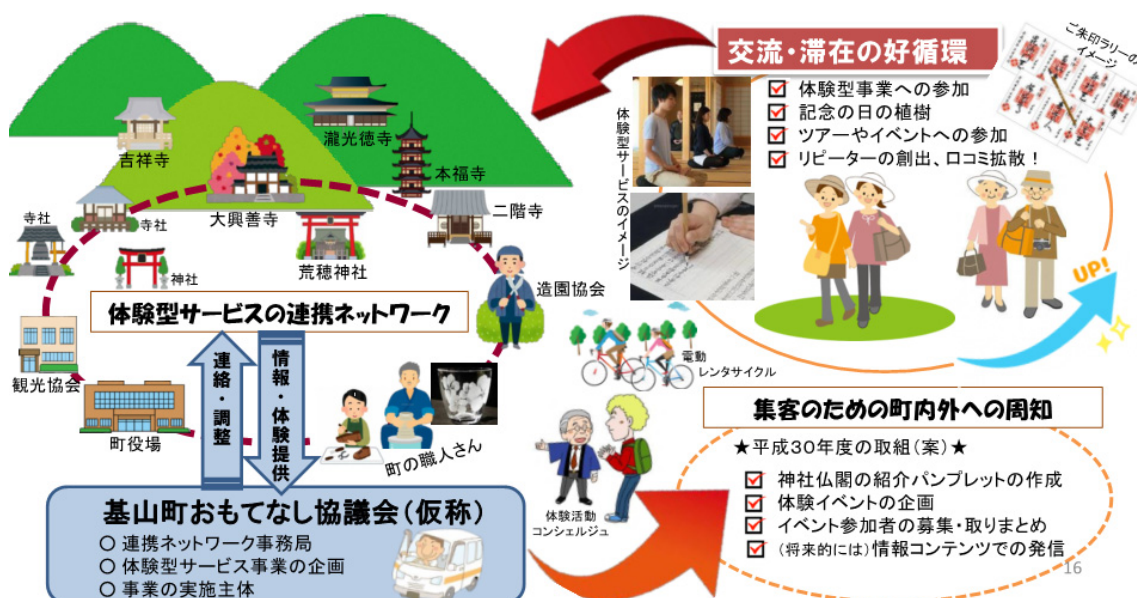 交流・滞在の好循環
体験型事業への参加
記念の日の植樹
ツアーやイベントへの参加
リピーターの創出、口コミ拡散！
ご朱印ラリーの
イメージ
体験型サービスのイメージ
瀧光徳寺
吉祥寺
本福寺
大興善寺
二階寺
寺社
寺社
神社
荒穂神社
造園協会
体験型サービスの連携ネットワーク
観光協会
町役場
連絡・調整
情報・体験提供
町の職人さん
電動
レンタサイクル
UP!
基山町おもてなし協議会(仮称)
○ 連携ネットワーク事務局
○ 体験型サービス事業の企画
○ 事業の実施主体
体験活動
コンシェルジュ
集客のための町内外への周知
★平成30年度の取組(案)★
神社仏閣の紹介パンプレットの作成
体験イベントの企画
イベント参加者の募集・取りまとめ
(将来的には)情報コンテンツでの発信
16